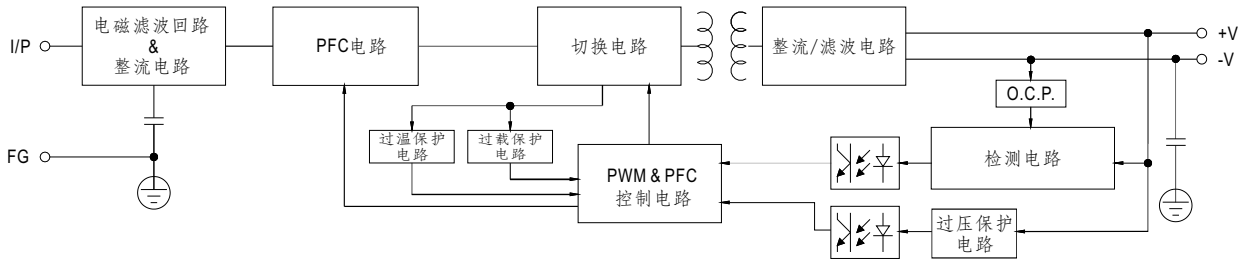 I/P
电磁滤波回路
&
整流电路
PFC电路
切换电路
整流/滤波电路
+V
-V
O.C.P.
FG
过温保护
电路
过载保护
电路
PWM & PFC
控制电路
检测电路
过压保护
电路